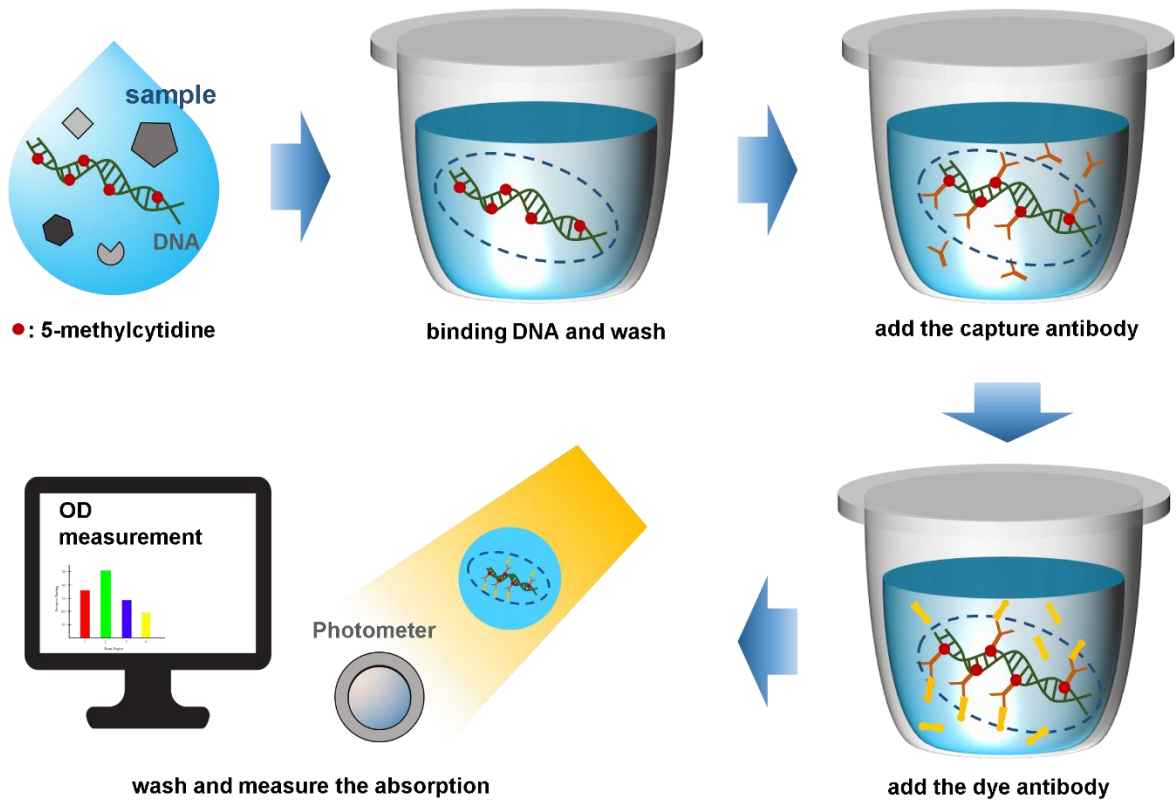 sample
DNA
●: 5-methylcytidine
binding DNA and wash
add the capture antibody
add the dye antibody
OD
measurement
Photometer
wash and measure the absorption